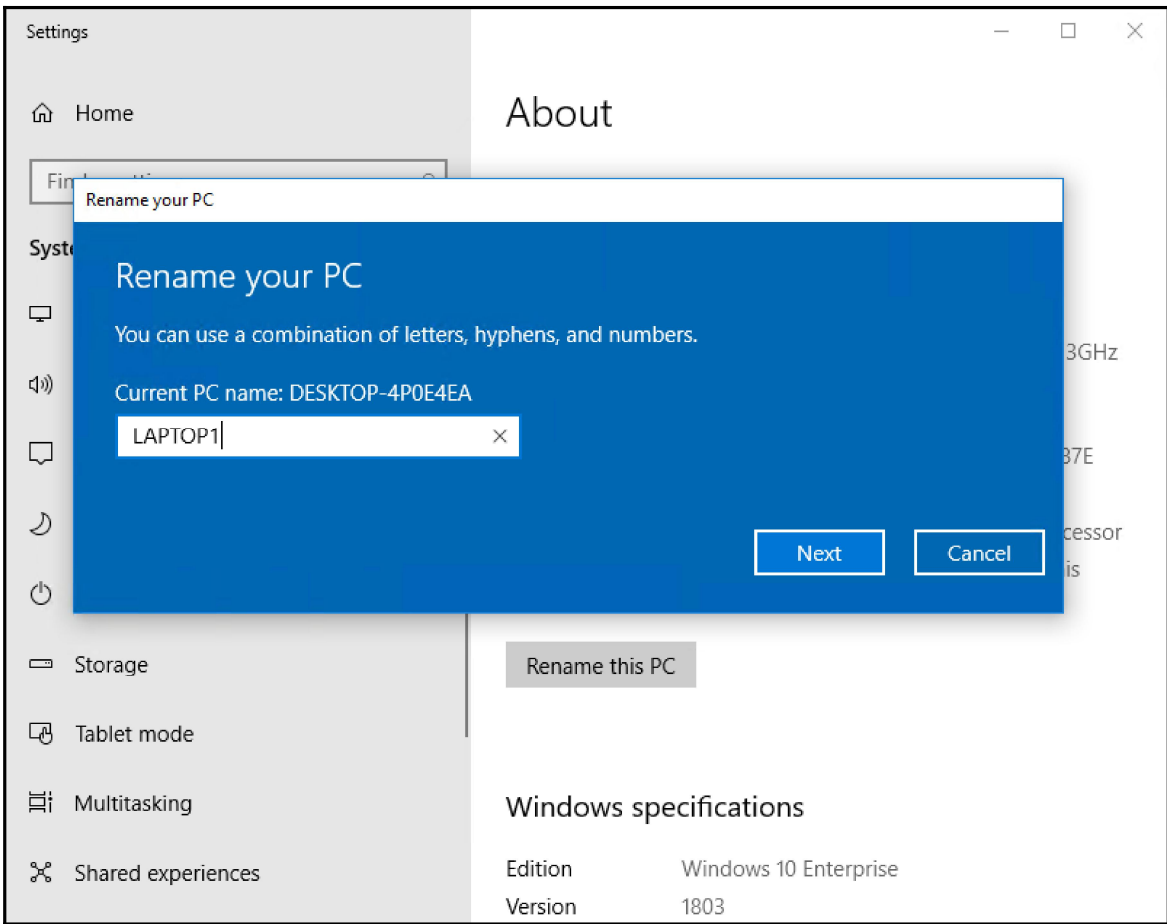 Settings
Home
About
Rename your PC
Rename your PC
You can use a combination of letters, hyphens, and numbers.
3GHz
Current PC name: DESKTOP-4P0E4EA
LAPTOP1
37E
Next
Cancel
Storage
Rename this PC
Tablet mode
Multitasking
Windows specifications
Shared experiences
Edition Windows 10 Enterprise
Version 1803